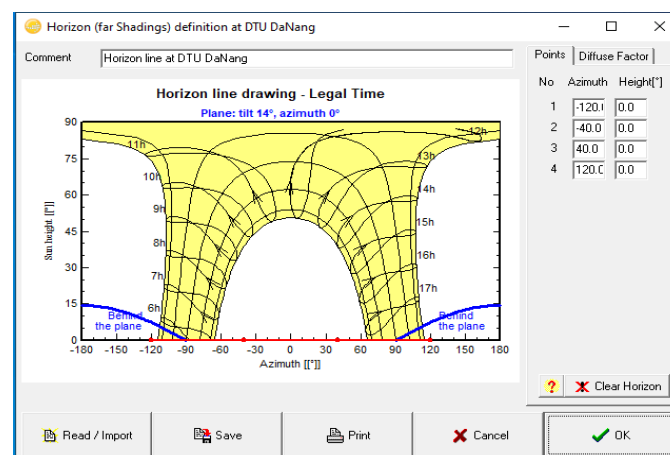 Horizon (far Shadings) definition at DTU DaNang
Comment Horizon line at DTU DaNang
Points Diffuse Factor
No Azimuth Height[°]
1 -120.0 0.0
2 -40.0 0.0
3 40.0 0.0
4 120.0 0.0
Horizon line drawing - Legal Time
Plane: tilt 14°, azimuth 0°
90
75
60
45
30
15
0
Sun height [[°]]
11h
10h
9h
8h
7h
6h
12h
13h
14h
15h
16h
17h
Behind
the plane
Behind
the plane
-180 -150 -120 -90 -60 -30 0 30 60 90 120 150 180
Azimuth [[°]]
? Clear Horizon
Read / Import Save Print Cancel OK